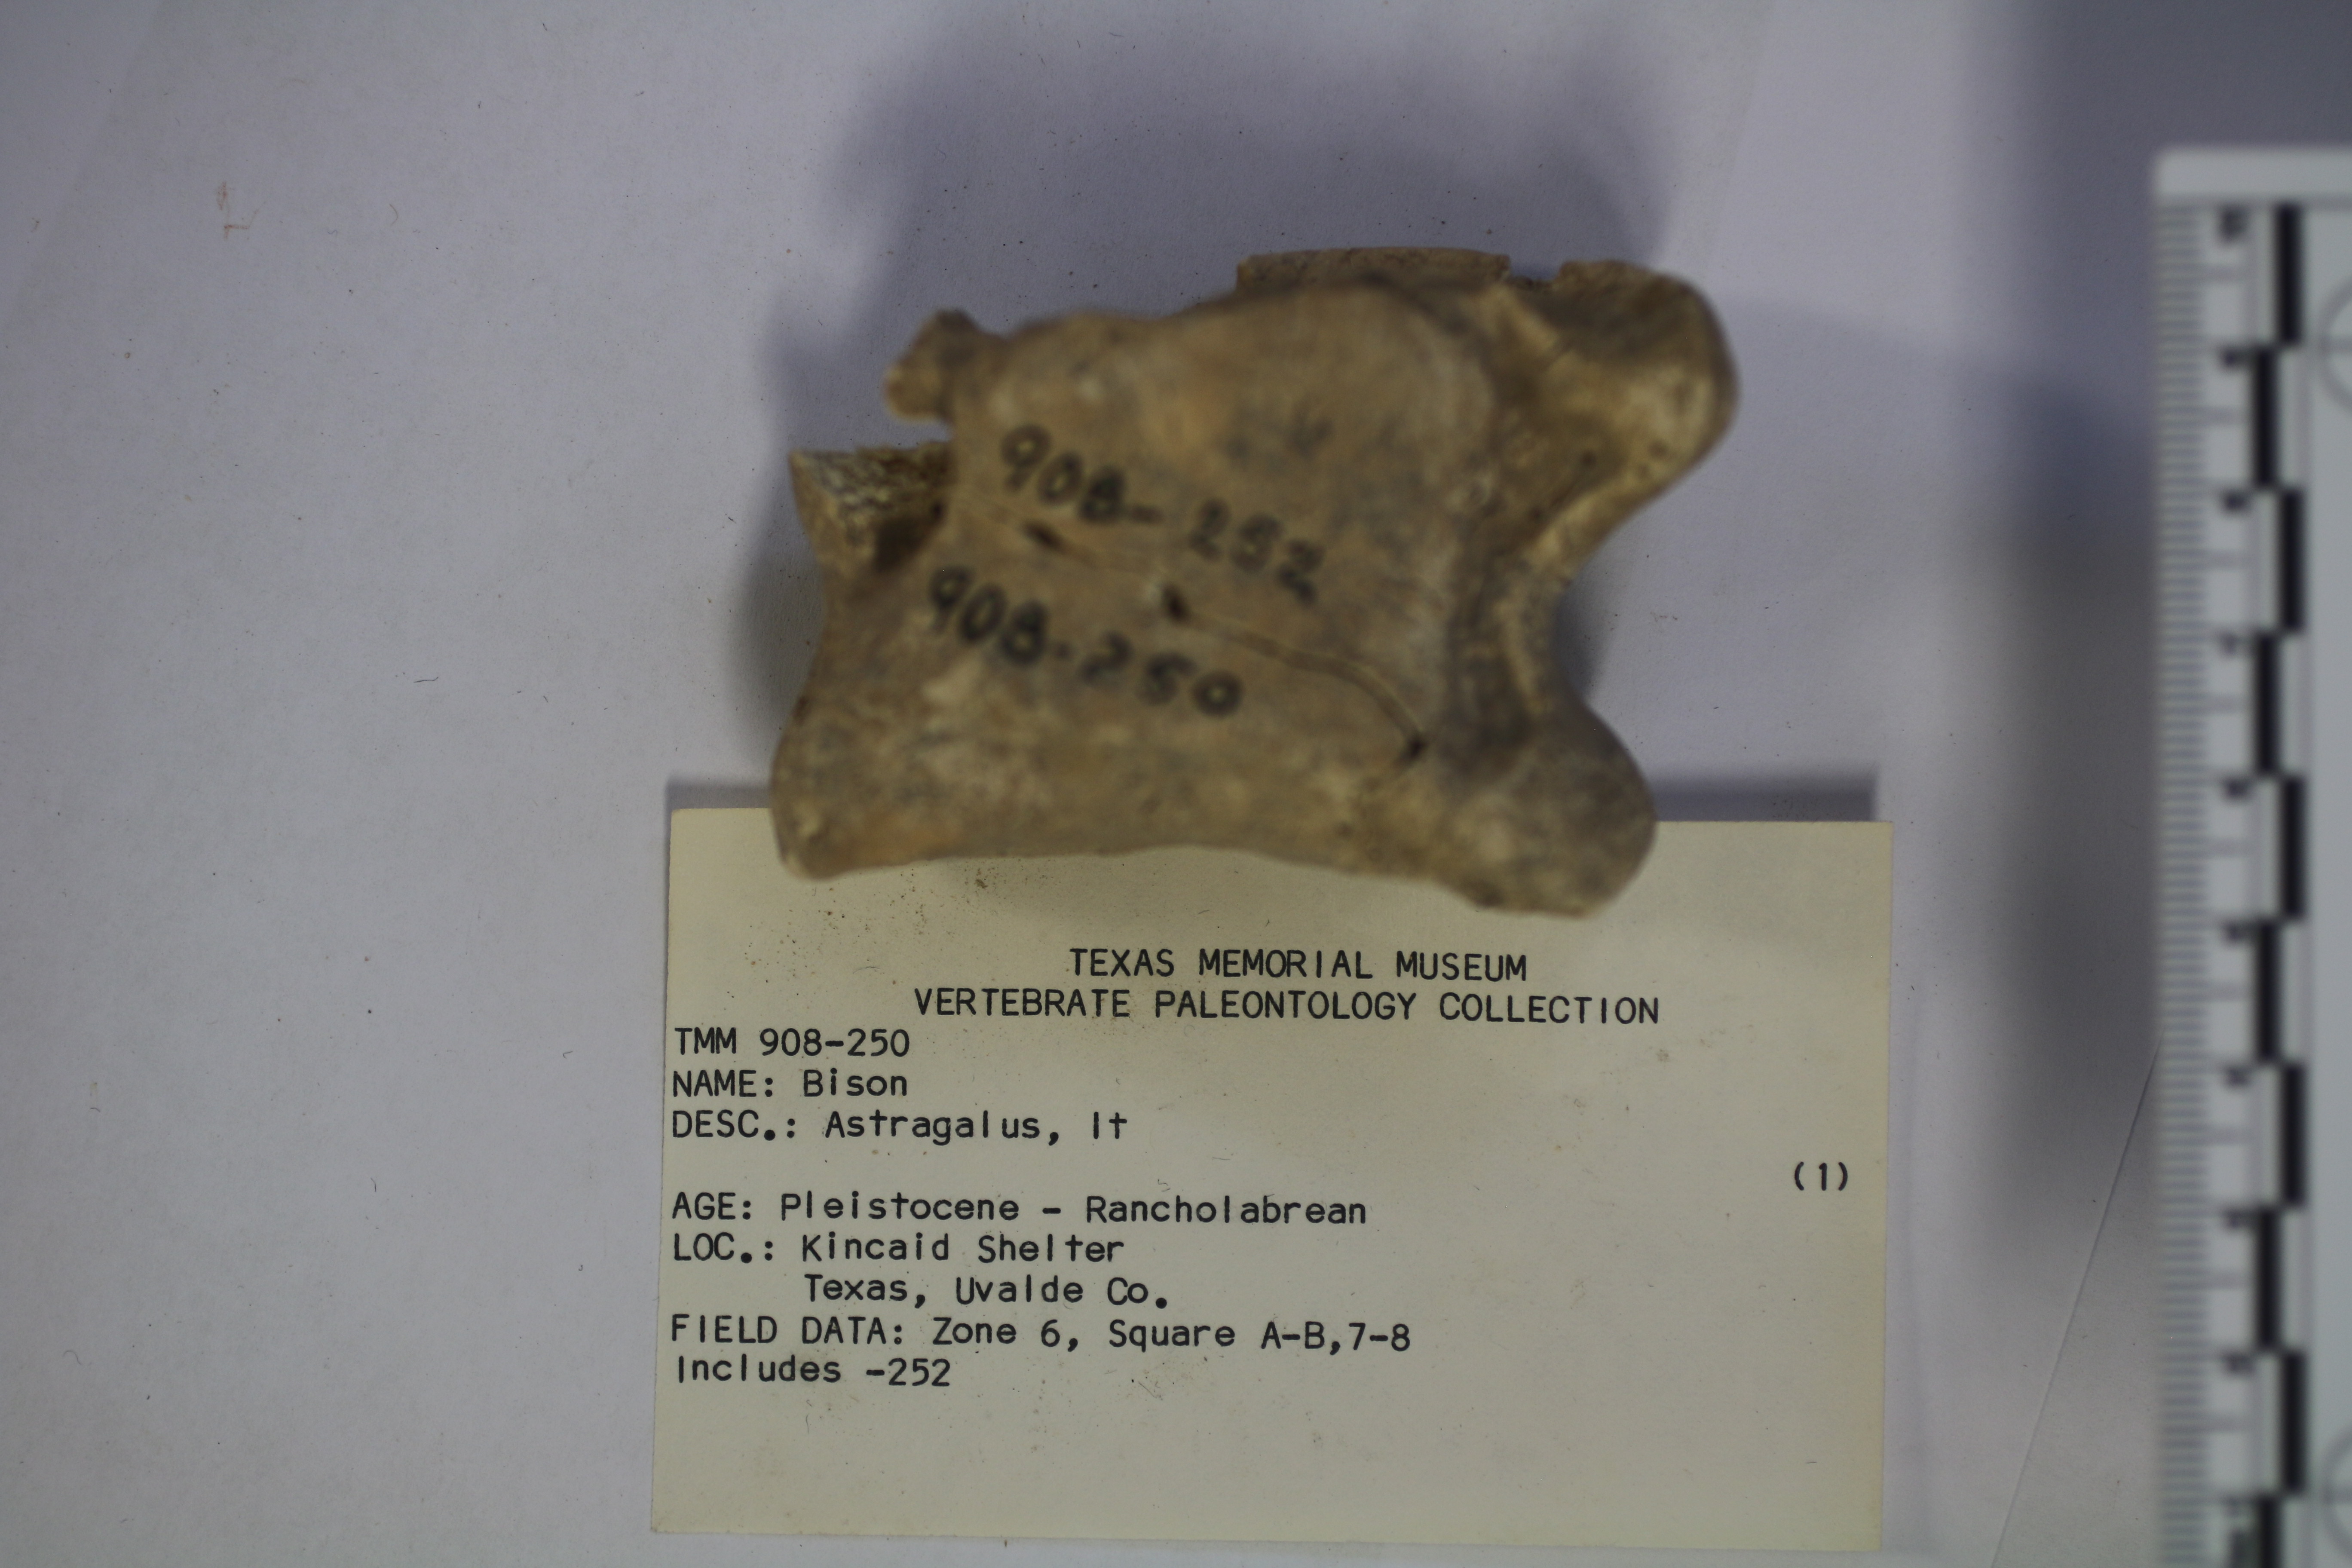 908-252
908-250
TEXAS MEMORIAL MUSEUM
VERTEBRATE PALEONTOLOGY COLLECTION
TMM 908-250
NAME: Bison
DESC.: Astragalus, lt
(1)
AGE: Pleistocene - Rancholabrean
LOC.: Kincaid Shelter
Texas, Uvalde Co.
FIELD DATA: Zone 6, Square A-B,7-8
Includes -252